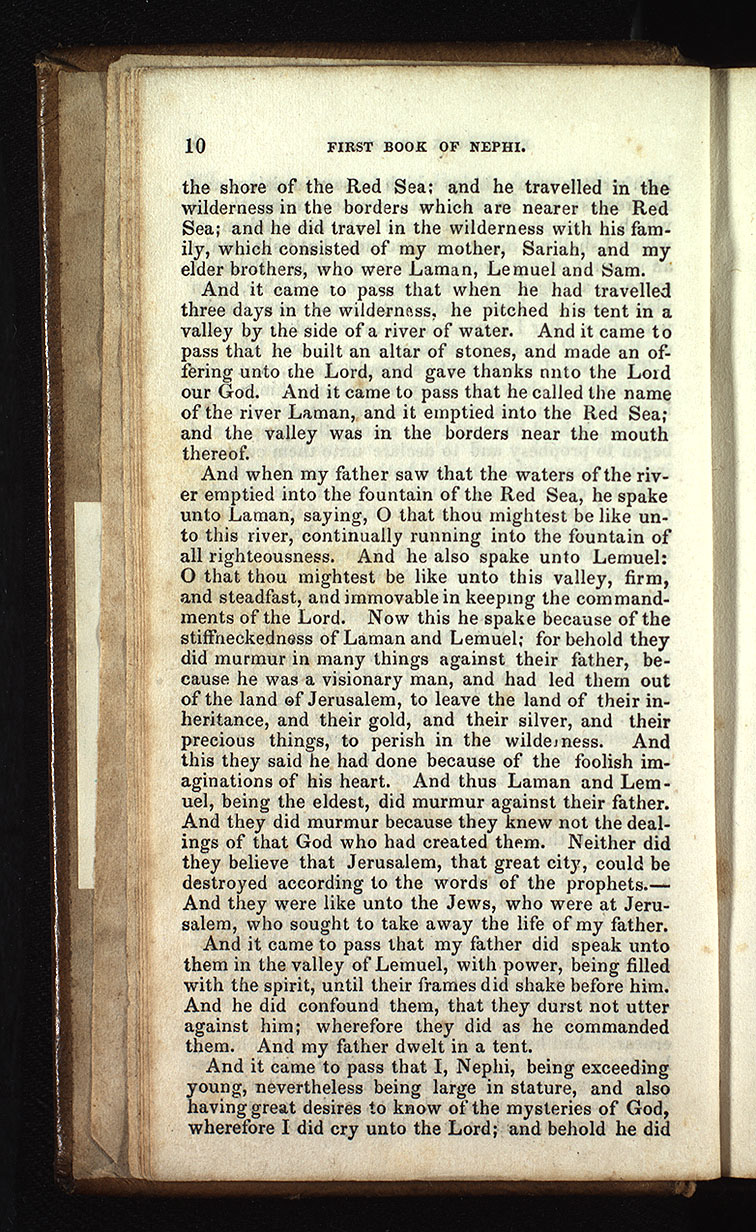 10 FIRST BOOK OF NEPHI.
the shore of the Red Sea; and he travelled in the
wilderness in the borders which are nearer the Red
Sea; and he did travel in the wilderness with his fam-
ily, which consisted of my mother, Sariah, and my
elder brothers, who were Laman, Lemuel and Sam.
And it came to pass that when he had travelled
three days in the wilderness, he pitched his tent in a
valley by the side of a river of water. And it came to
pass that he built an altar of stones, and made an of-
fering unto the Lord, and gave thanks nnto the Lord
our God. And it came to pass that he called the name
of the river Laman, and it emptied into the Red Sea;
and the valley was in the borders near the mouth
thereof.
And when my father saw that the waters of the riv-
er emptied into the fountain of the Red Sea, he spake
unto Laman, saying, O that thou mightest be like un-
to this river, continually running into the fountain of
all righteousness. And he also spake unto Lemuel:
O that thou mightest be like unto this valley, firm,
and steadfast, and immovable in keeping the command-
ments of the Lord. Now this he spake because of the
stiffneckedness of Laman and Lemuel; for behold they
did murmur in many things against their father, be-
cause he was a visionary man, and had led them out
of the land of Jerusalem, to leave the land of their in-
heritance, and their gold, and their silver, and their
precious things, to perish in the wilderness. And
this they said he had done because of the foolish im-
aginations of his heart. And thus Laman and Lem-
uel, being the eldest, did murmur against their father.
And they did murmur because they knew not the deal-
ings of that God who had created them. Neither did
they believe that Jerusalem, that great city, could be
destroyed according to the words of the prophets.—
And they were like unto the Jews, who were at Jeru-
salem, who sought to take away the life of my father.
And it came to pass that my father did speak unto
them in the valley of Lemuel, with power, being filled
with the spirit, until their frames did shake before him.
And he did confound them, that they durst not utter
against him; wherefore they did as he commanded
them. And my father dwelt in a tent.
And it came to pass that I, Nephi, being exceeding
young, nevertheless being large in stature, and also
having great desires to know of the mysteries of God,
wherefore I did cry unto the Lord; and behold he did